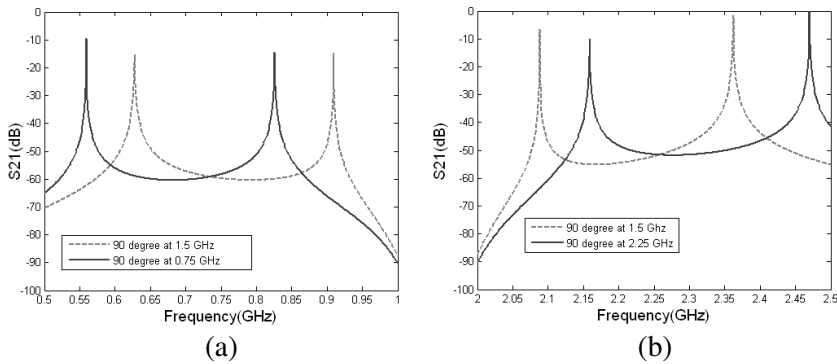 0
-10
-20
-30
-40
-50
-60
-70
-80
-90
-100
S21(dB)
90 degree at 1.5 GHz
90 degree at 0.75 GHz
0.5 0.55 0.6 0.65 0.7 0.75 0.8 0.85 0.9 0.95 1
Frequency(GHz)
(a)
0
-10
-20
-30
-40
-50
-60
-70
-80
-90
-100
S21(dB)
90 degree at 1.5 GHz
90 degree at 2.25 GHz
2 2.05 2.1 2.15 2.2 2.25 2.3 2.35 2.4 2.45 2.5
Frequency(GHz)
(b)